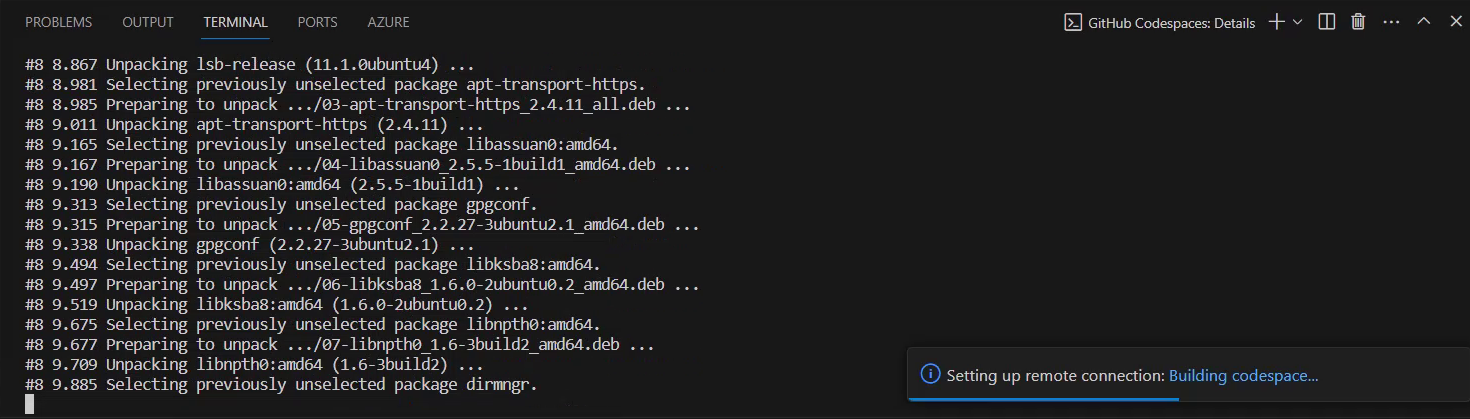 PROBLEMS OUTPUT TERMINAL PORTS AZURE GitHub Codespaces: Details
#8 8.867 Unpacking lsb-release (11.1.0ubuntu4) ...
#8 8.981 Selecting previously unselected package apt-transport-https.
#8 8.985 Preparing to unpack .../03-apt-transport-https_2.4.11_all.deb ...
#8 9.011 Unpacking apt-transport-https (2.4.11) ...
#8 9.165 Selecting previously unselected package libassuan0:amd64.
#8 9.167 Preparing to unpack .../04-libassuan0_2.5.5-1build1_amd64.deb ...
#8 9.190 Unpacking libassuan0:amd64 (2.5.5-1build1) ...
#8 9.313 Selecting previously unselected package gpgconf.
#8 9.315 Preparing to unpack .../05-gpgconf_2.2.27-3ubuntu2.1_amd64.deb ...
#8 9.338 Unpacking gpgconf (2.2.27-3ubuntu2.1) ...
#8 9.494 Selecting previously unselected package libksba8:amd64.
#8 9.497 Preparing to unpack .../06-libksba8_1.6.0-2ubuntu0.2_amd64.deb ...
#8 9.519 Unpacking libksba8:amd64 (1.6.0-2ubuntu0.2) ...
#8 9.675 Selecting previously unselected package libnpth0:amd64.
#8 9.677 Preparing to unpack .../07-libnpth0_1.6-3build2_amd64.deb ...
#8 9.709 Unpacking libnpth0:amd64 (1.6-3build2) ...
#8 9.885 Selecting previously unselected package dirmngr.
Setting up remote connection: Building codespace...